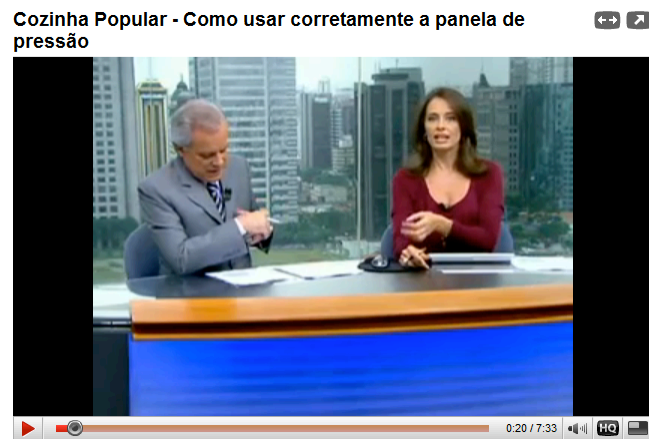 Cozinha Popular - Como usar corretamente a panela de
pressão
0:20 / 7:33
HQ